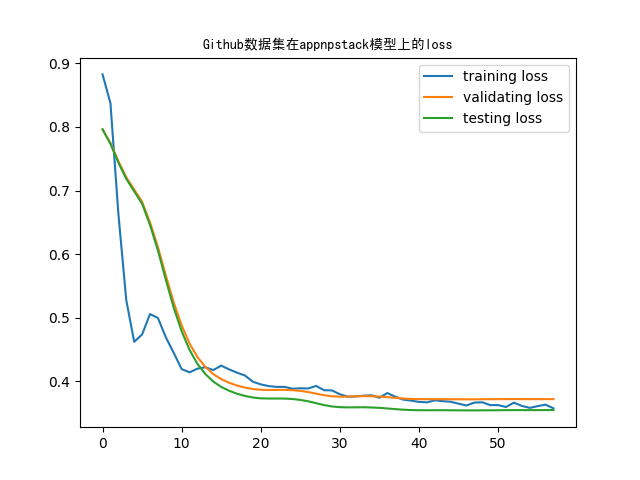 Github数据集在appnpstack模型上的loss
training loss
validating loss
testing loss
0.9
0.8
0.7
0.6
0.5
0.4
0 10 20 30 40 50